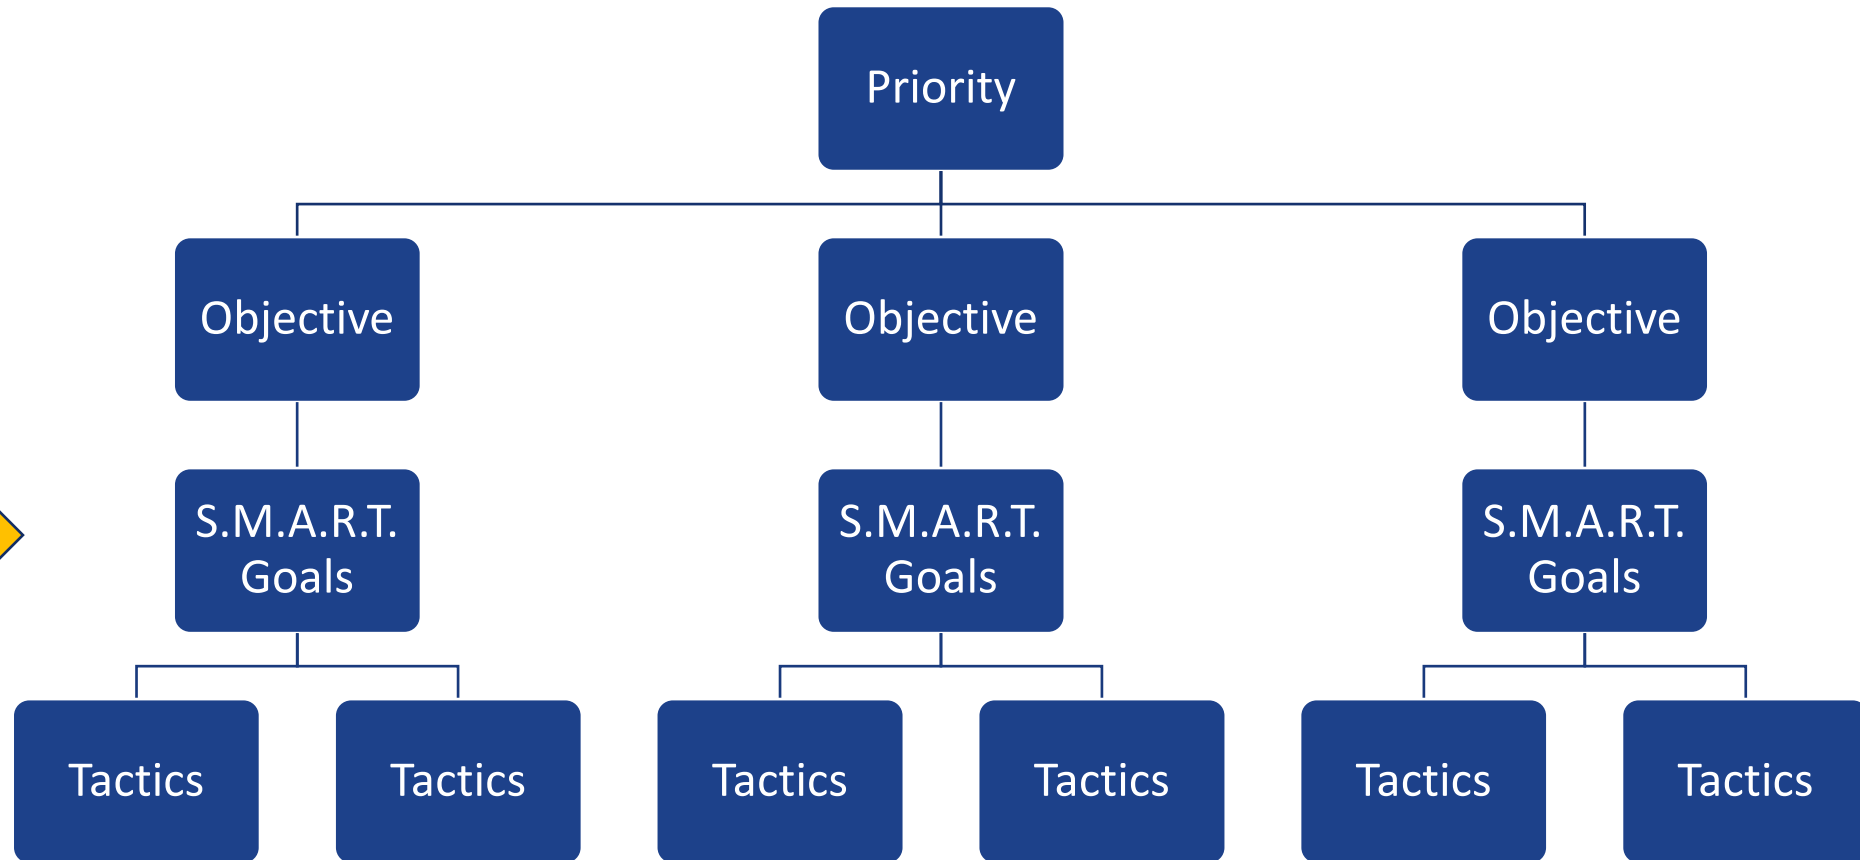 Priority
Objective
Objective
Objective
S.M.A.R.T.
Goals
S.M.A.R.T.
Goals
S.M.A.R.T.
Goals
Tactics
Tactics
Tactics
Tactics
Tactics
Tactics